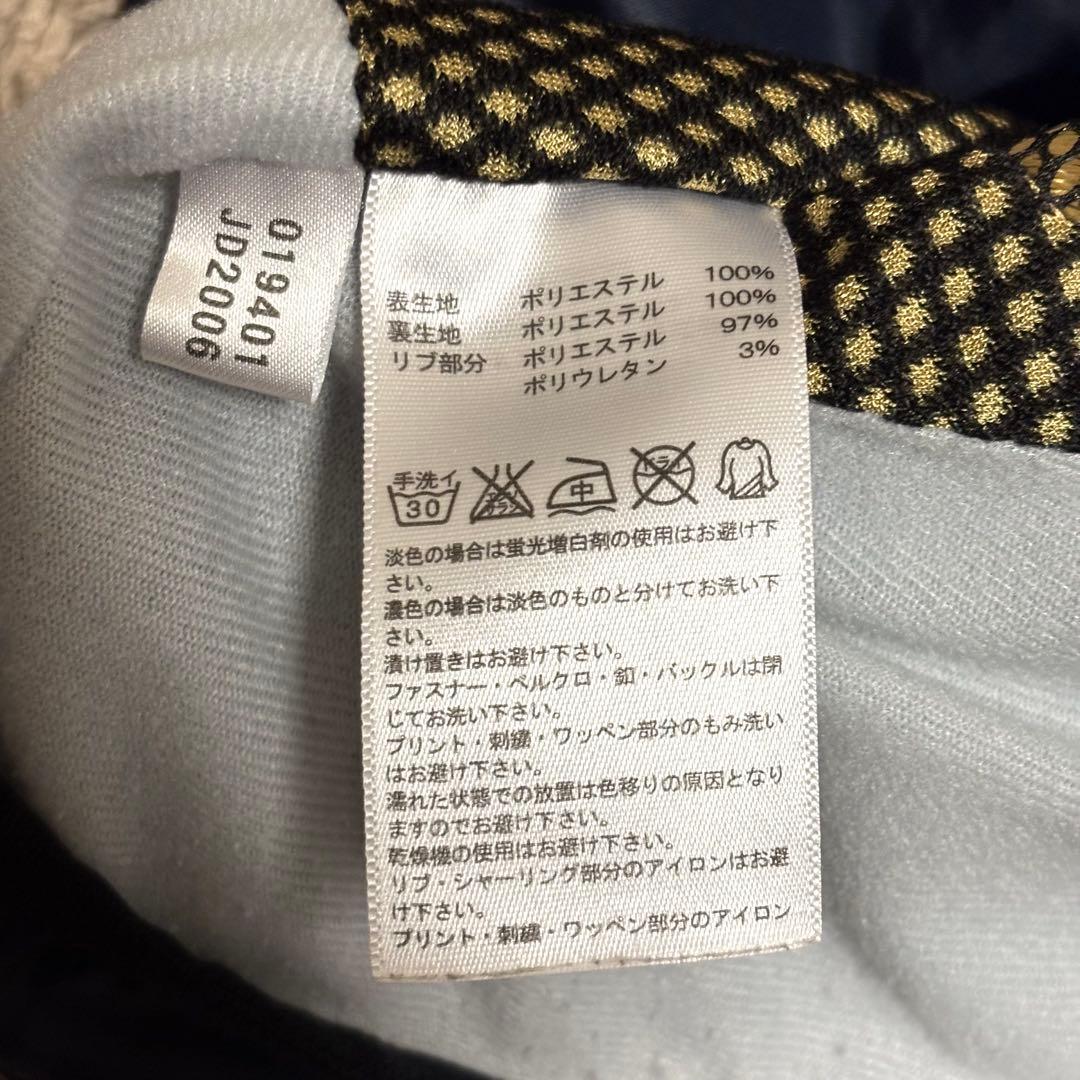 019401
JD2006
表生地 ポリエステル 100%
裏生地 ポリエステル 100%
リブ部分 ポリエステル 97%
ポリウレタン 3%
手洗イ
30
中
淡色の場合は蛍光増白剤の使用はお避け下
さい。
濃色の場合は淡色のものと分けてお洗い下
さい。
漬け置きはお避け下さい。
ファスナー・ベルクロ・釦・バックルは閉
じてお洗い下さい。
プリント・刺繍・ワッペン部分のもみ洗い
はお避け下さい。
濡れた状態での放置は色移りの原因となり
ますのでお避け下さい。
乾燥機の使用はお避け下さい。
リブ・シャーリング部分のアイロンはお避
け下さい。
プリント・刺繍・ワッペン部分のアイロン